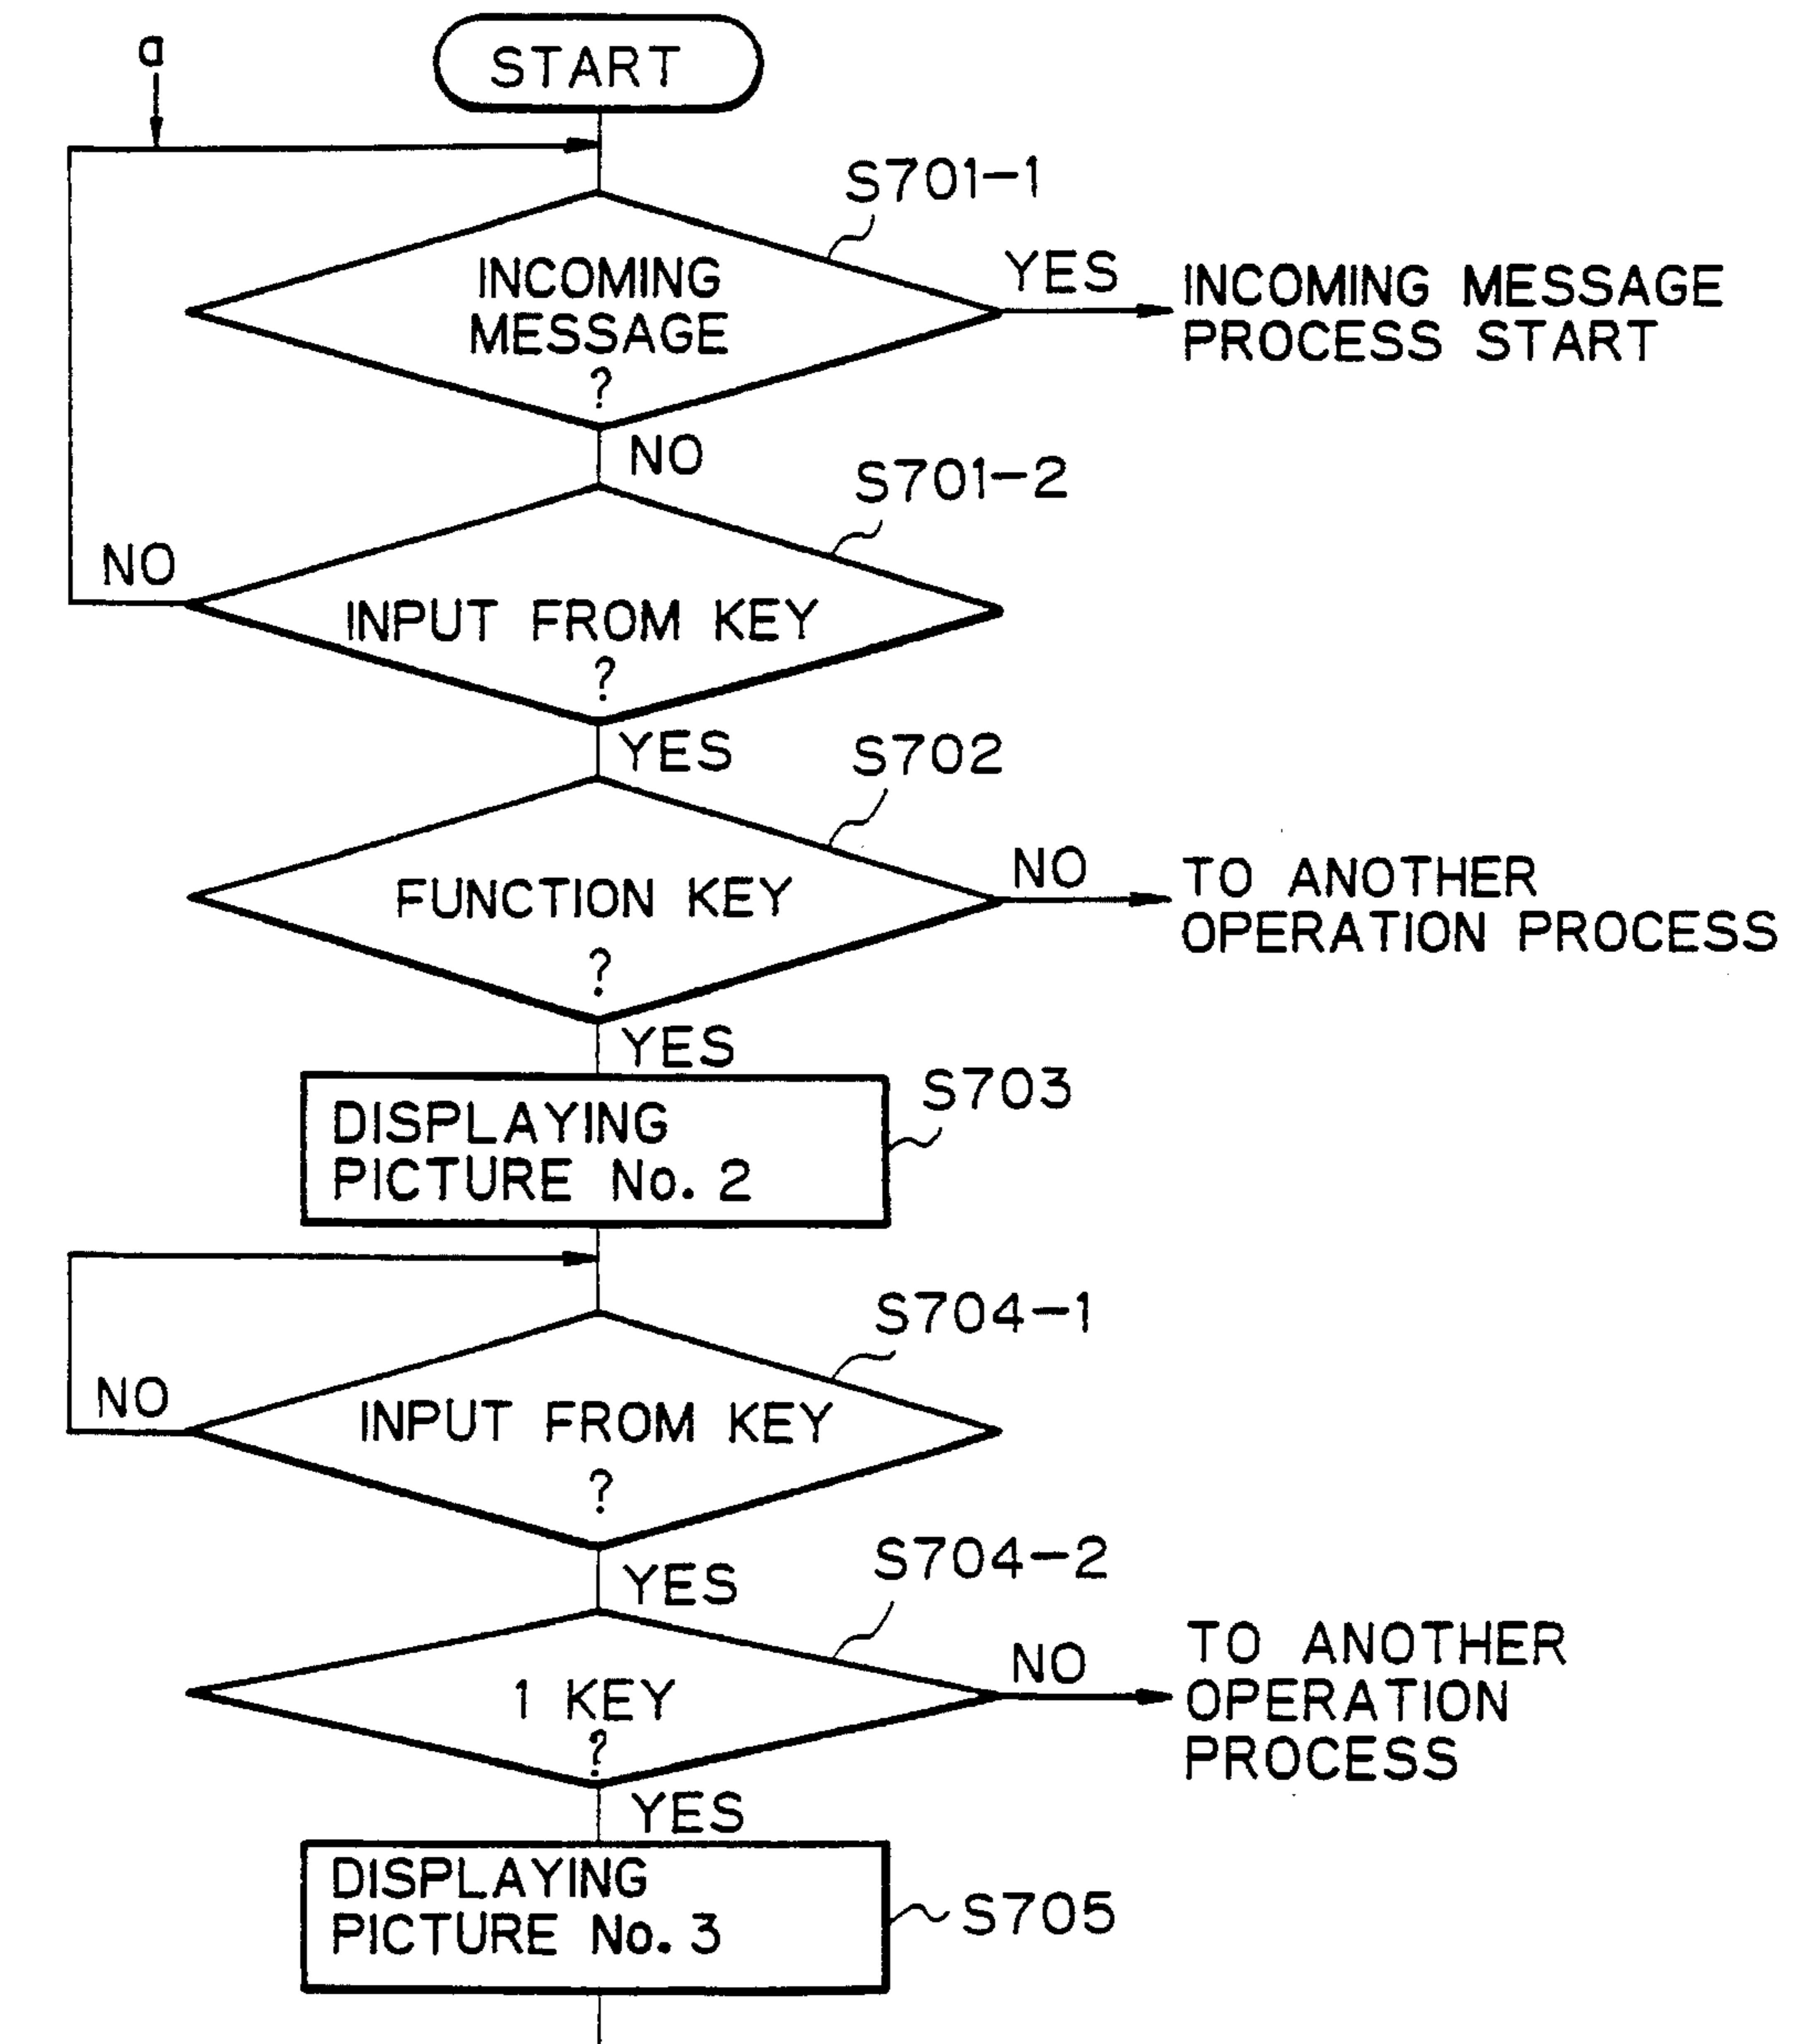 a
START
S701-1
INCOMING
MESSAGE
?
YES
INCOMING MESSAGE
PROCESS START
NO
S701-2
NO
INPUT FROM KEY
?
YES
S702
FUNCTION KEY
?
NO
TO ANOTHER
OPERATION PROCESS
YES
S703
DISPLAYING
PICTURE No. 2
S704-1
NO
INPUT FROM KEY
?
YES
S704-2
1 KEY
?
NO
TO ANOTHER
OPERATION
PROCESS
YES
DISPLAYING
PICTURE No. 3
S705